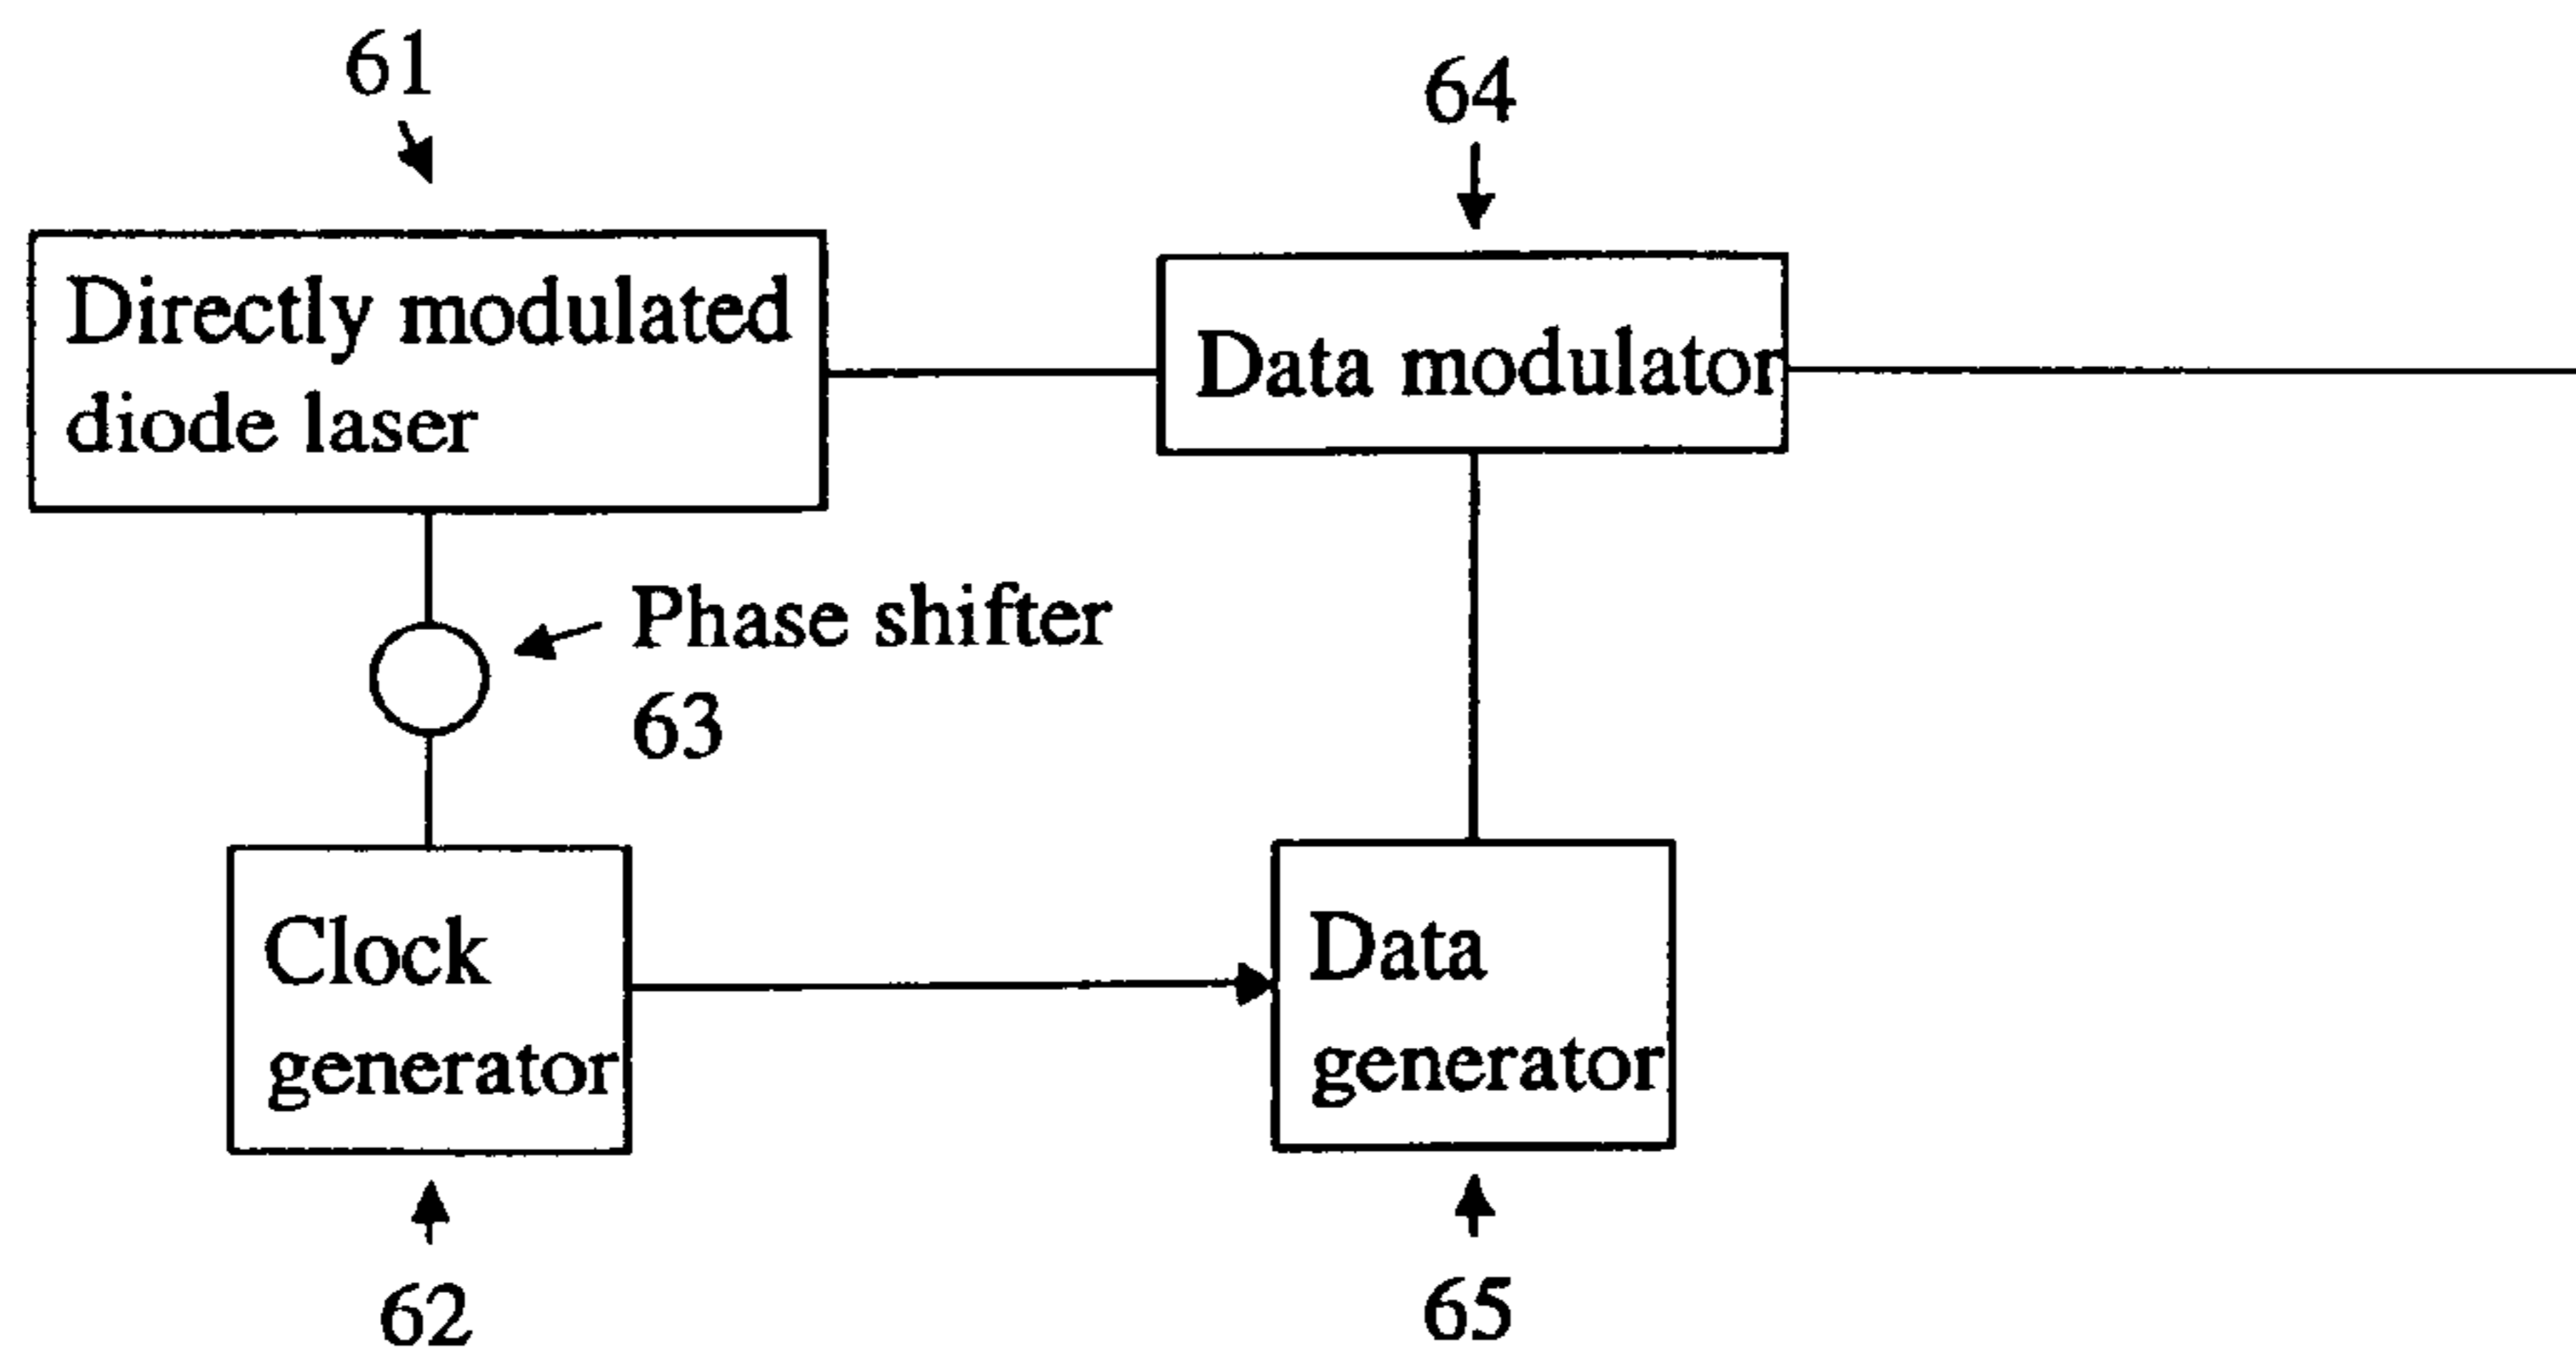 61
64
Directly modulated
diode laser
Data modulator
Phase shifter
63
Clock
generator
Data
generator
62
65